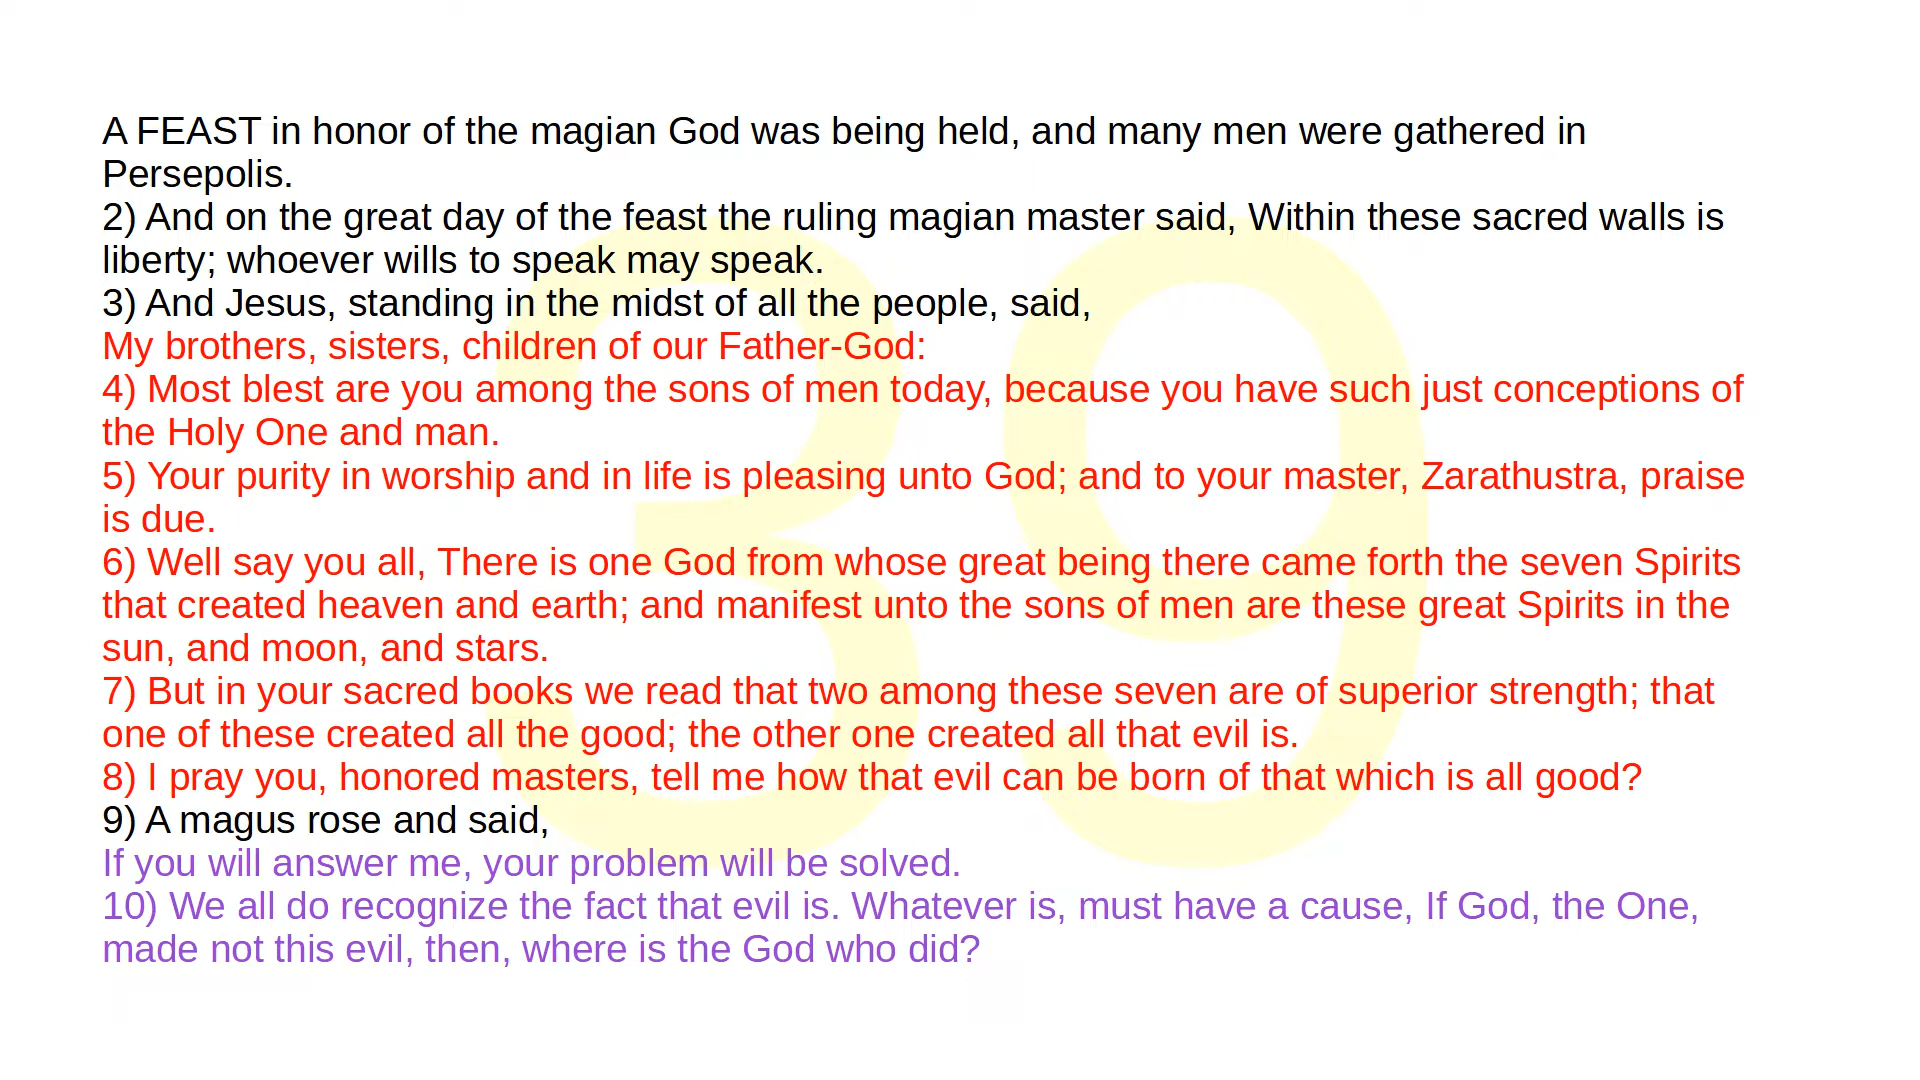 A FEAST in honor of the magian God was being held, and many men were gathered in
Persepolis.
2) And on the great day of the feast the ruling magian master said, Within these sacred walls is
liberty; whoever wills to speak may speak.
3) And Jesus, standing in the midst of all the people, said,
My brothers, sisters, children of our Father-God:
4) Most blest are you among the sons of men today, because you have such just conceptions of
the Holy One and man.
5) Your purity in worship and in life is pleasing unto God; and to your master, Zarathustra, praise
is due.
6) Well say you all, There is one God from whose great being there came forth the seven Spirits
that created heaven and earth; and manifest unto the sons of men are these great Spirits in the
sun, and moon, and stars.
7) But in your sacred books we read that two among these seven are of superior strength; that
one of these created all the good; the other one created all that evil is.
8) I pray you, honored masters, tell me how that evil can be born of that which is all good?
9) A magus rose and said,
If you will answer me, your problem will be solved.
10) We all do recognize the fact that evil is. Whatever is, must have a cause, If God, the One,
made not this evil, then, where is the God who did?
39